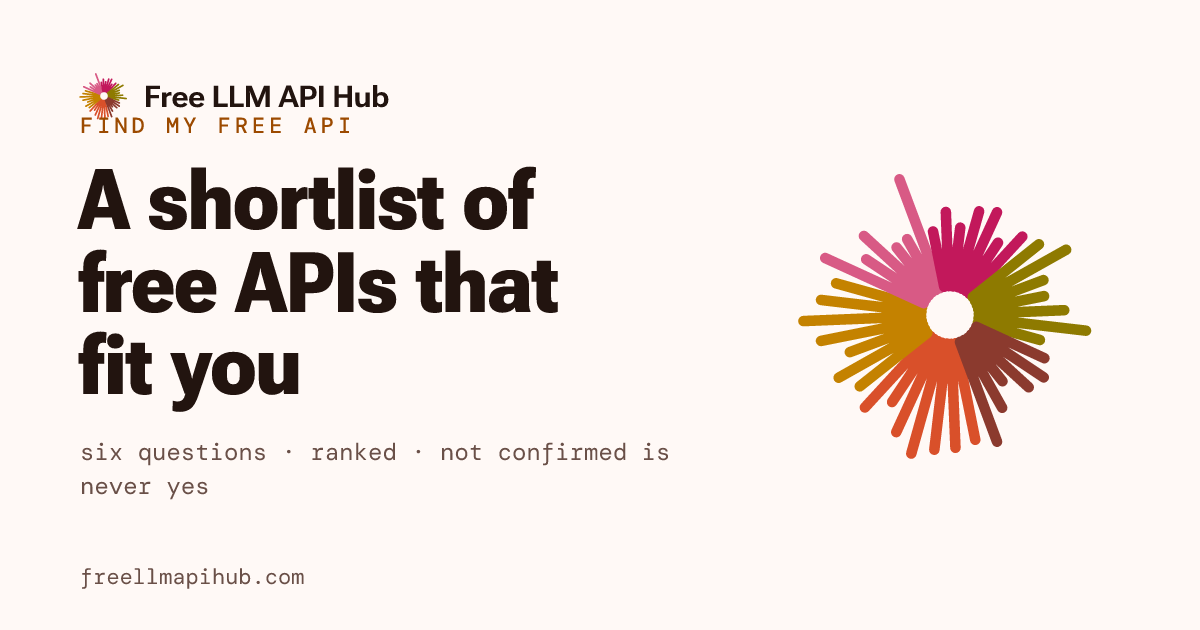 Free LLM API Hub
FIND MY FREE API
A shortlist of
free APIs that
fit you
six questions · ranked · not confirmed is
never yes
freellmapihub.com